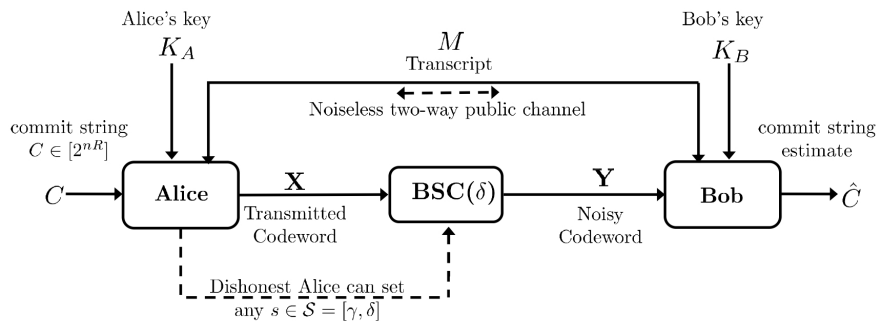 Alice's key
K_A
Bob's key
K_B
M
Transcript
Noiseless two-way public channel
commit string
C ∈ [2^{nR}]
commit string
estimate
C
Alice
X
Transmitted
Codeword
BSC(δ)
Y
Noisy
Codeword
Bob
Ĉ
Dishonest Alice can set
any s ∈ 𝒮 = [γ, δ]